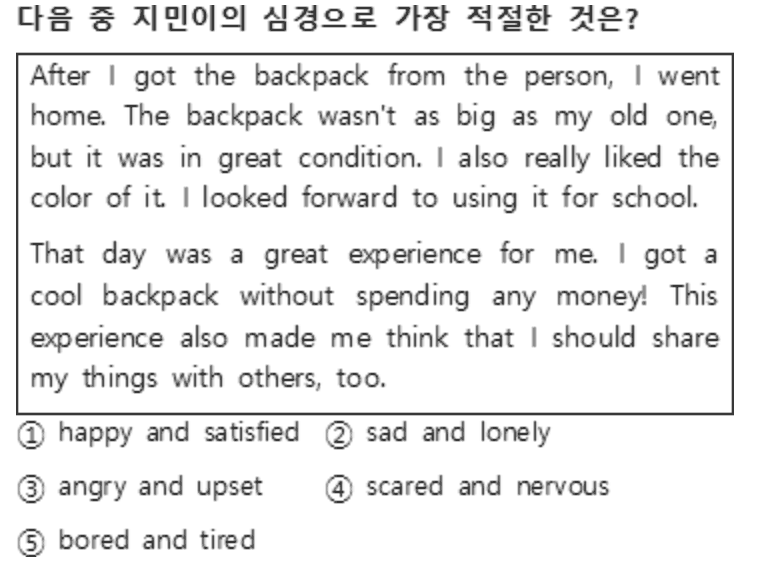 다음 중 지민이의 심경으로 가장 적절한 것은?
After I got the backpack from the person, I went
home. The backpack wasn't as big as my old one,
but it was in great condition. I also really liked the
color of it. I looked forward to using it for school.
That day was a great experience for me. I got a
cool backpack without spending any money! This
experience also made me think that I should share
my things with others, too.
① happy and satisfied ② sad and lonely
③ angry and upset ④ scared and nervous
⑤ bored and tired